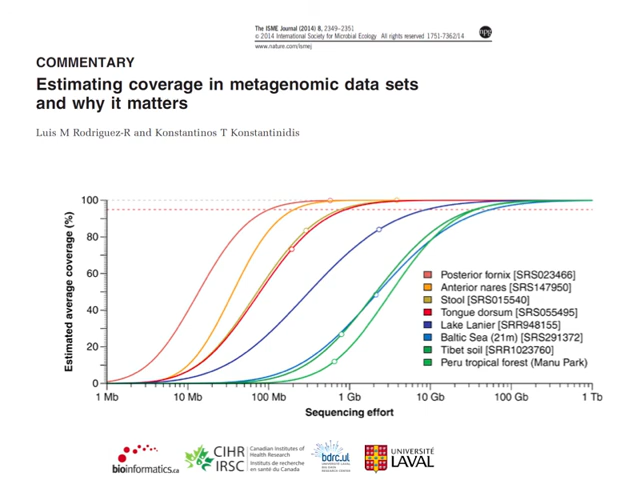 The ISME Journal (2014) 8, 2349–2351
© 2014 International Society for Microbial Ecology All rights reserved 1751-7362/14
www.nature.com/ismej
npg
COMMENTARY
Estimating coverage in metagenomic data sets
and why it matters
Luis M Rodriguez-R and Konstantinos T Konstantinidis
Estimated average coverage (%)
100
80
60
40
20
0
Posterior fornix [SRS023466]
Anterior nares [SRS147950]
Stool [SRS015540]
Tongue dorsum [SRS055495]
Lake Lanier [SRR948155]
Baltic Sea (21m) [SRS291372]
Tibet soil [SRR1023760]
Peru tropical forest (Manu Park)
1 Mb 10 Mb 100 Mb 1 Gb 10 Gb 100 Gb 1 Tb
Sequencing effort
bioinformatics.ca
CIHR
IRSC
Canadian Institutes of
Health Research
Instituts de recherche
en santé du Canada
bdrc.ul
UNIVERSITÉ
LAVAL